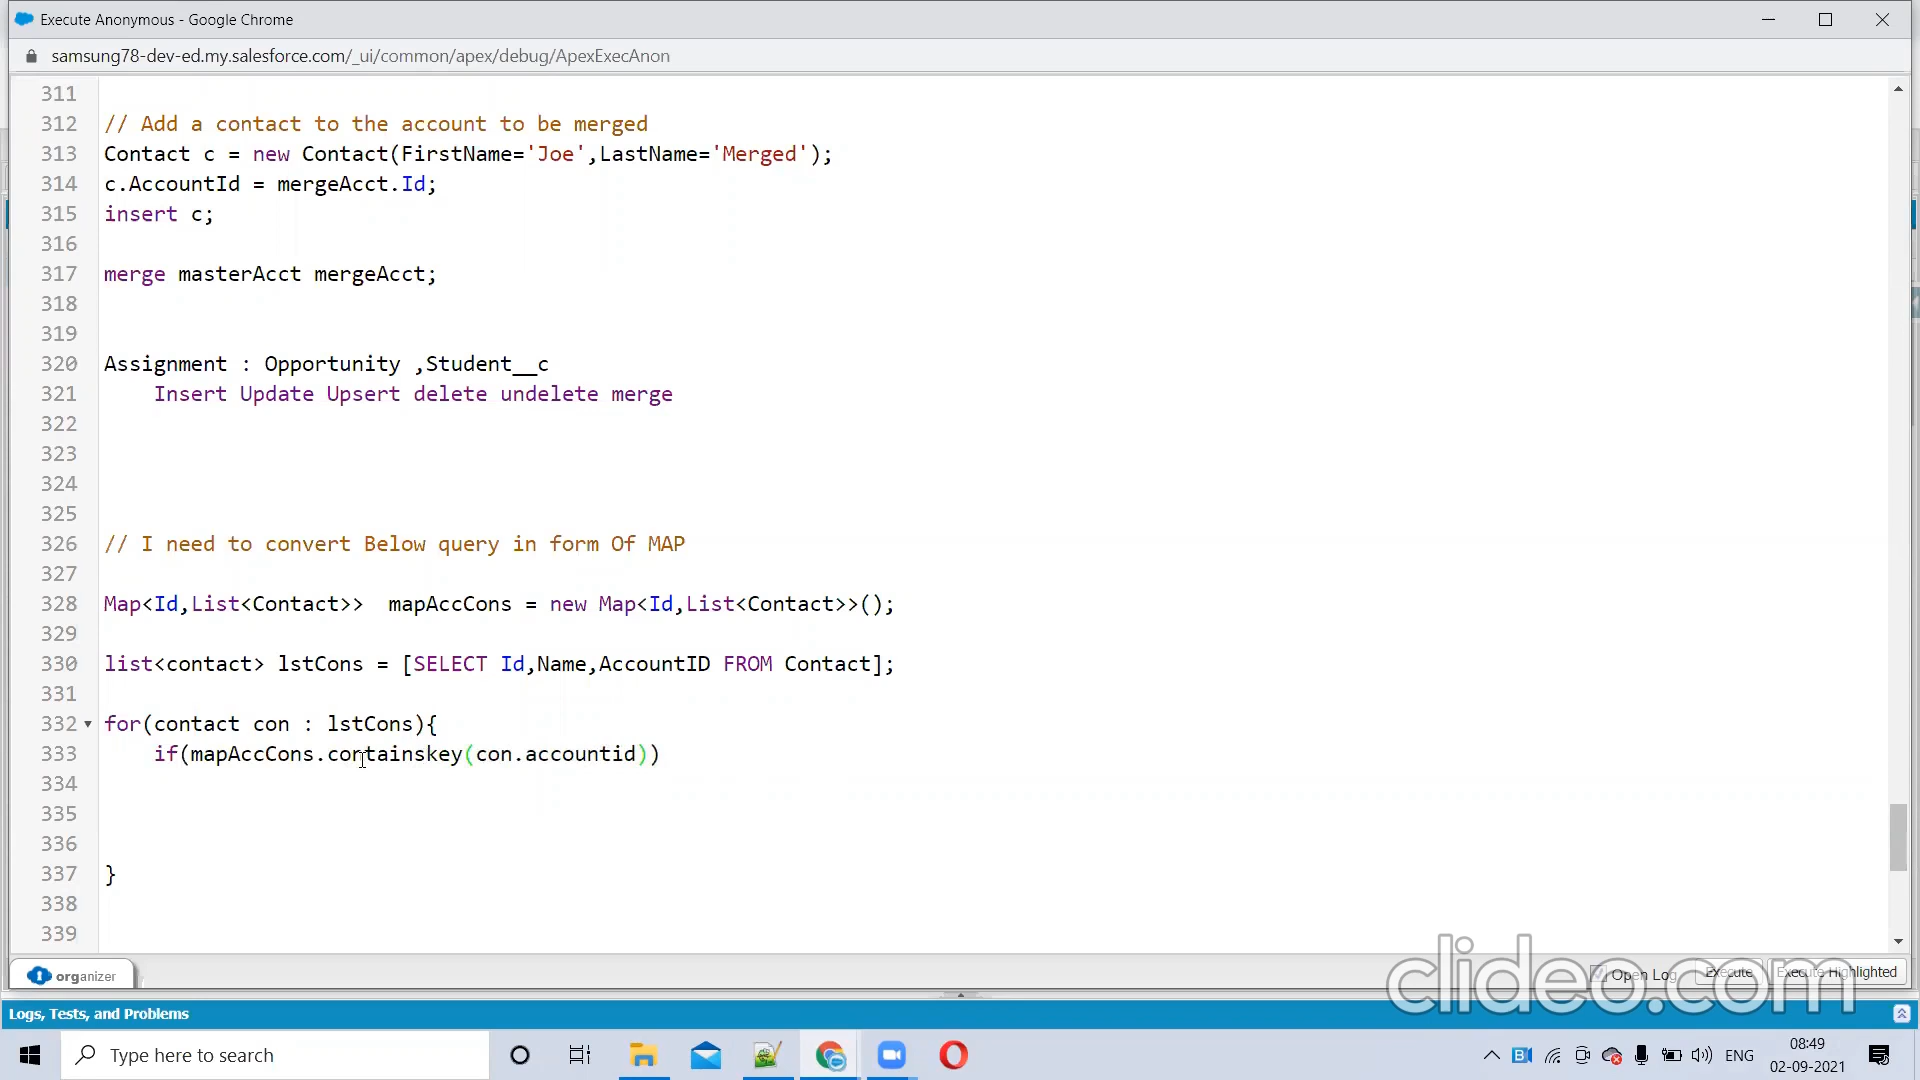 Execute Anonymous - Google Chrome
samsung78-dev-ed.my.salesforce.com/_ui/common/apex/debug/ApexExecAnon
311
312 // Add a contact to the account to be merged
313 Contact c = new Contact(FirstName='Joe',LastName='Merged');
314 c.AccountId = mergeAcct.Id;
315 insert c;
316
317 merge masterAcct mergeAcct;
318
319
320 Assignment : Opportunity ,Student__c
321     Insert Update Upsert delete undelete merge
322
323
324
325
326 // I need to convert Below query in form Of MAP
327
328 Map<Id,List<Contact>>  mapAccCons = new Map<Id,List<Contact>>();
329
330 list<contact> lstCons = [SELECT Id,Name,AccountID FROM Contact];
331
332 for(contact con : lstCons){
333     if(mapAccCons.containskey(con.accountid))
334
335
336
337 }
338
339
organizer
Open Log Execute Execute Highlighted
clideo.com
Logs, Tests, and Problems
Type here to search
ENG
08:49
02-09-2021